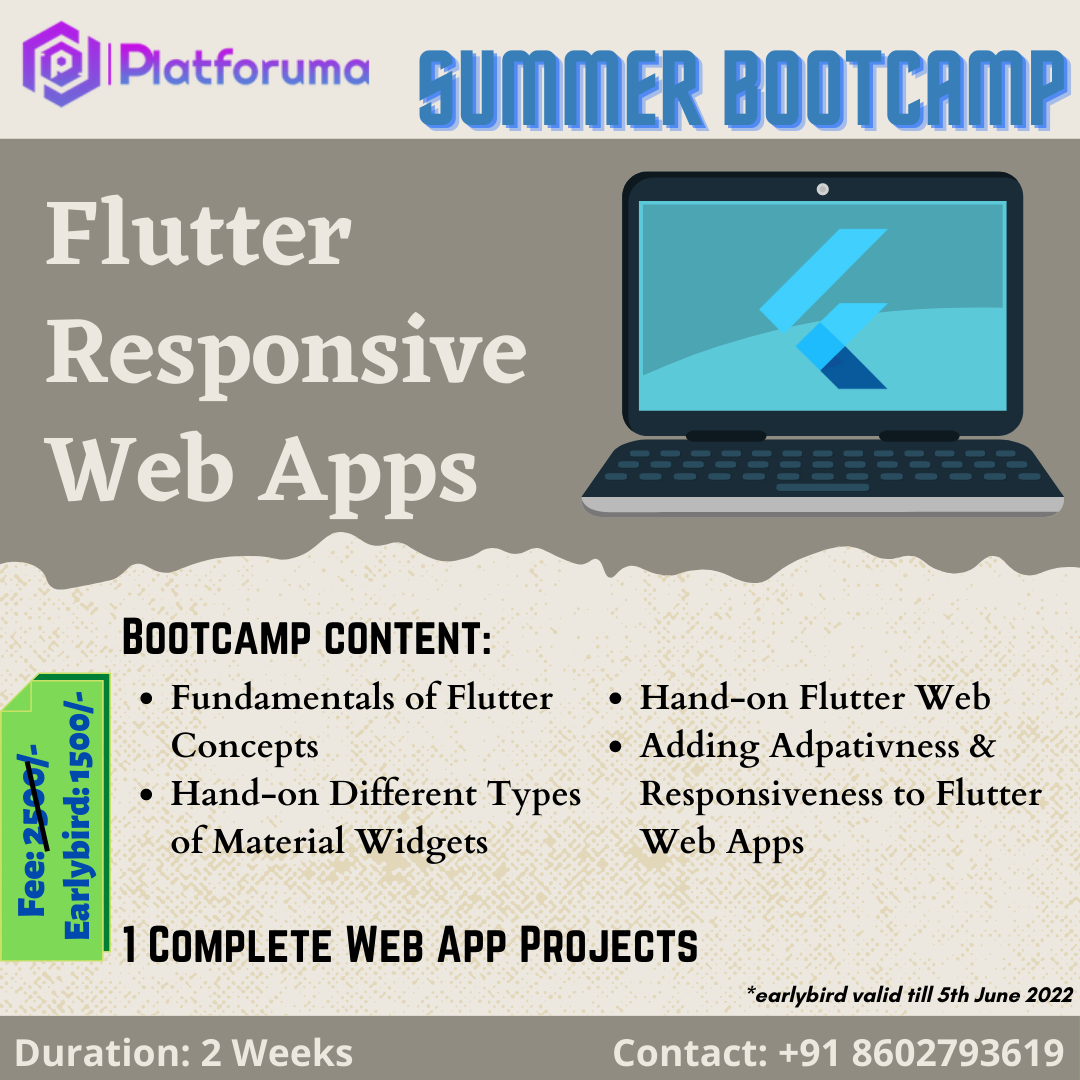 Platforuma
SUMMER BOOTCAMP
Flutter
Responsive
Web Apps
BOOTCAMP CONTENT:
• Fundamentals of Flutter
Concepts
• Hand-on Different Types
of Material Widgets
• Hand-on Flutter Web
• Adding Adpativness &
Responsiveness to Flutter
Web Apps
Fee: 2500/-
Earlybird: 1500/-
1 COMPLETE WEB APP PROJECTS
*earlybird valid till 5th June 2022
Duration: 2 Weeks
Contact: +91 8602793619